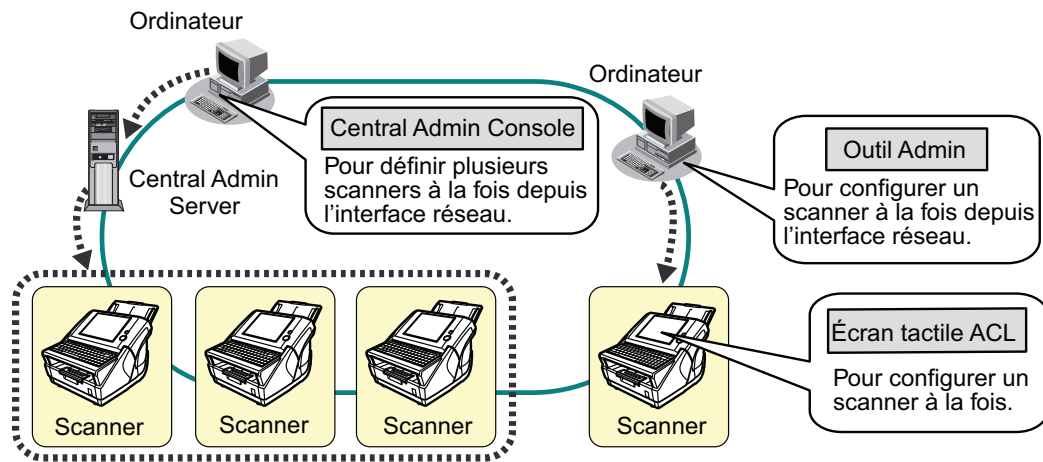 Ordinateur
Ordinateur
Central Admin Console
Pour définir plusieurs
scanners à la fois depuis
l'interface réseau.
Outil Admin
Pour configurer un
scanner à la fois depuis
l'interface réseau.
Central Admin
Server
Écran tactile ACL
Pour configurer un
scanner à la fois.
Scanner
Scanner
Scanner
Scanner